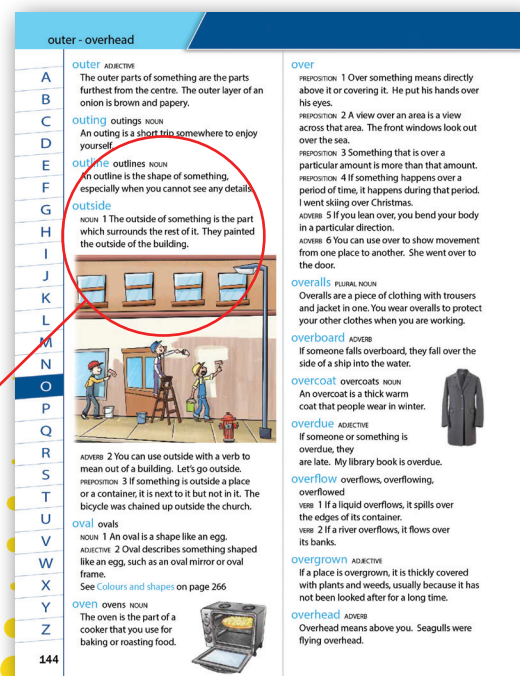 outer - overhead
A
B
C
D
E
F
G
H
I
J
K
L
M
N
O
P
Q
R
S
T
U
V
W
X
Y
Z
144
outer ADJECTIVE
The outer parts of something are the parts
furthest from the centre. The outer layer of an
onion is brown and papery.
outing outings NOUN
An outing is a short trip somewhere to enjoy
yourself.
outline outlines NOUN
An outline is the shape of something,
especially when you cannot see any details.
outside
NOUN 1 The outside of something is the part
which surrounds the rest of it. They painted
the outside of the building.
ADVERB 2 You can use outside with a verb to
mean out of a building. Let's go outside.
PREPOSITION 3 If something is outside a place
or a container, it is next to it but not in it. The
bicycle was chained up outside the church.
oval ovals
NOUN 1 An oval is a shape like an egg.
ADJECTIVE 2 Oval describes something shaped
like an egg, such as an oval mirror or oval
frame.
See Colours and shapes on page 266
oven ovens NOUN
The oven is the part of a
cooker that you use for
baking or roasting food.
over
PREPOSITION 1 Over something means directly
above it or covering it. He put his hands over
his eyes.
PREPOSITION 2 A view over an area is a view
across that area. The front windows look out
over the sea.
PREPOSITION 3 Something that is over a
particular amount is more than that amount.
PREPOSITION 4 If something happens over a
period of time, it happens during that period.
I went skiing over Christmas.
ADVERB 5 If you lean over, you bend your body
in a particular direction.
ADVERB 6 You can use over to show movement
from one place to another. She went over to
the door.
overalls PLURAL NOUN
Overalls are a piece of clothing with trousers
and jacket in one. You wear overalls to protect
your other clothes when you are working.
overboard ADVERB
If someone falls overboard, they fall over the
side of a ship into the water.
overcoat overcoats NOUN
An overcoat is a thick warm
coat that people wear in winter.
overdue ADJECTIVE
If someone or something is
overdue, they
are late. My library book is overdue.
overflow overflows, overflowing,
overflowed
VERB 1 If a liquid overflows, it spills over
the edges of its container.
VERB 2 If a river overflows, it flows over
its banks.
overgrown ADJECTIVE
If a place is overgrown, it is thickly covered
with plants and weeds, usually because it has
not been looked after for a long time.
overhead ADVERB
Overhead means above you. Seagulls were
flying overhead.